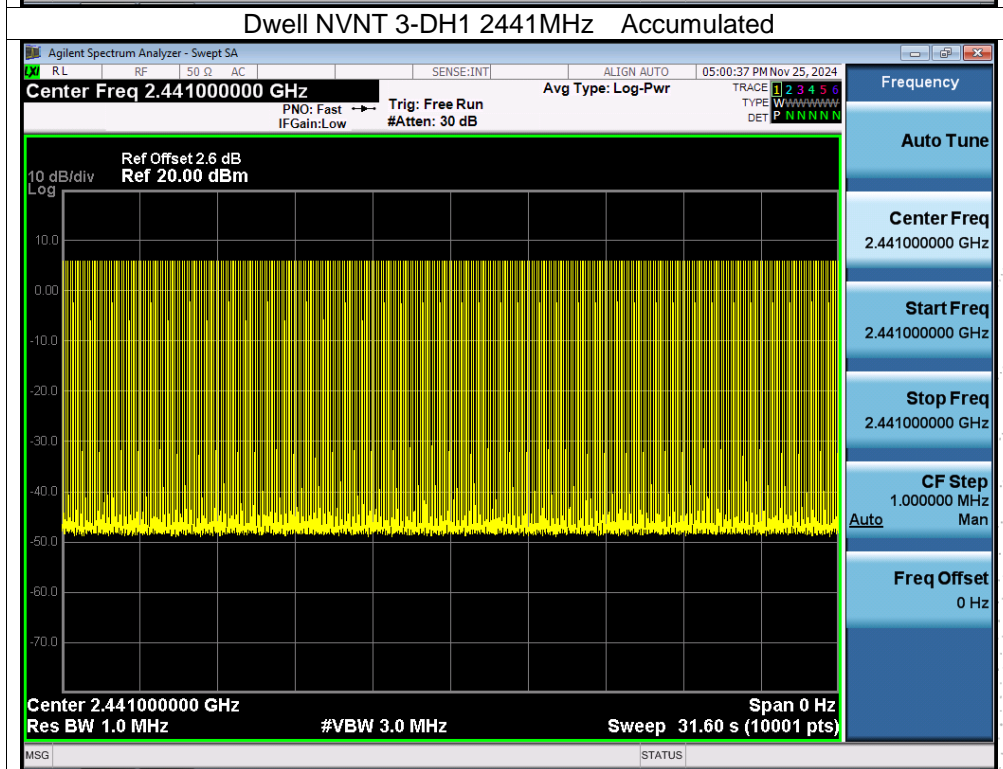 Dwell NVNT 3-DH1 2441MHz Accumulated
Agilent Spectrum Analyzer - Swept SA
LXI RL RF 50 Ω AC SENSE:INT ALIGN AUTO 05:00:37 PM Nov 25, 2024
Center Freq 2.441000000 GHz
PNO: Fast
IFGain:Low
Trig: Free Run
#Atten: 30 dB
Avg Type: Log-Pwr
TRACE 1 2 3 4 5 6
TYPE WWWWWW
DET P N N N N N
Ref Offset 2.6 dB
10 dB/div Ref 20.00 dBm
Log
10.0
0.00
-10.0
-20.0
-30.0
-40.0
-50.0
-60.0
-70.0
Center 2.441000000 GHz Span 0 Hz
Res BW 1.0 MHz #VBW 3.0 MHz Sweep 31.60 s (10001 pts)
MSG STATUS
Frequency
Auto Tune
Center Freq
2.441000000 GHz
Start Freq
2.441000000 GHz
Stop Freq
2.441000000 GHz
CF Step
1.000000 MHz
Auto Man
Freq Offset
0 Hz